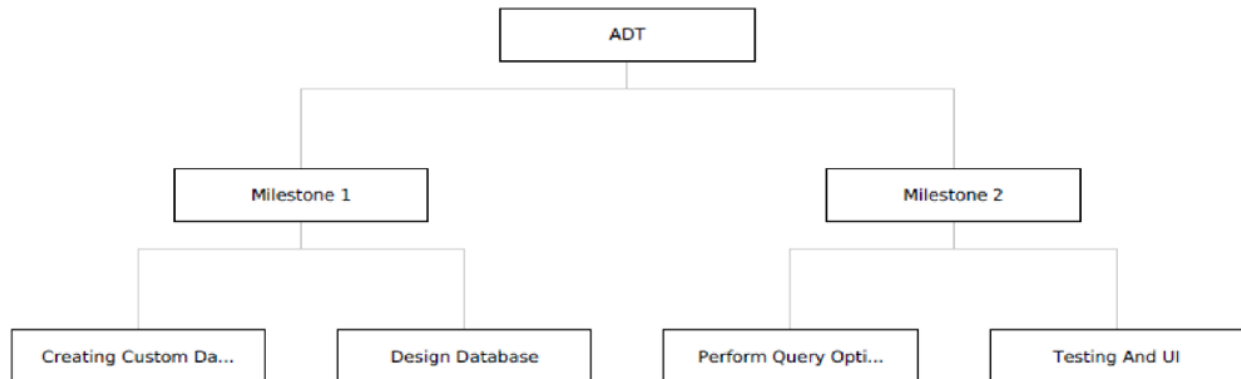 ADT
Milestone 1
Milestone 2
Creating Custom Da...
Design Database
Perform Query Opti...
Testing And UI